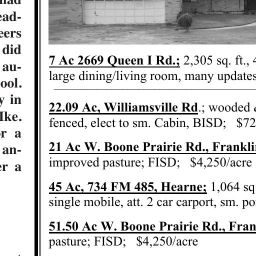 had
ead-
eers
did
au-
ool.
y in
Ike.
or a
an-
er a
7 Ac 2669 Queen I Rd.; 2,305 sq. ft., 4
large dining/living room, many updates
22.09 Ac, Williamsville Rd.; wooded
fenced, elect to sm. Cabin, BISD; $72
21 Ac W. Boone Prairie Rd., Franklin
improved pasture; FISD; $4,250/acre
45 Ac, 734 FM 485, Hearne; 1,064 sq
single mobile, att. 2 car carport, sm. po
51.50 Ac W. Boone Prairie Rd., Fran
pasture; FISD; $4,250/acre